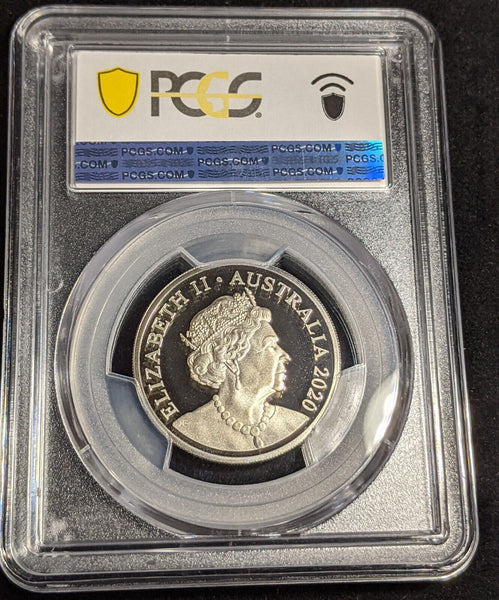 PCGS
PCGS.COM PCGS.COM
.COM PCGS.COM PCGS.C
PCGS.COM PCGS.COM
ELIZABETH II • AUSTRALIA 2020